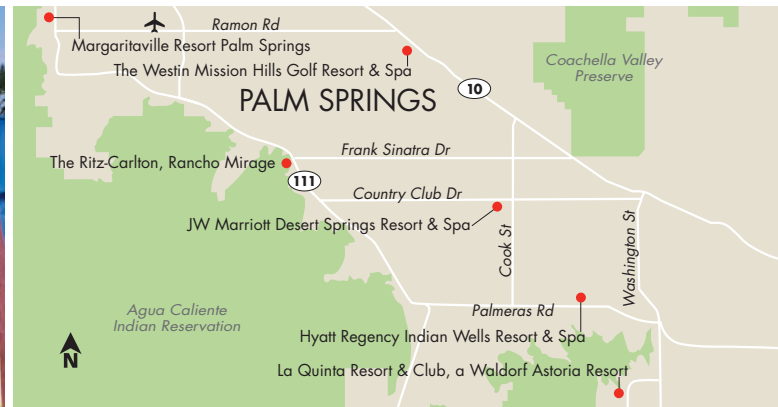 Ramon Rd
Margaritaville Resort Palm Springs
The Westin Mission Hills Golf Resort & Spa
Coachella Valley
Preserve
PALM SPRINGS
10
Frank Sinatra Dr
The Ritz-Carlton, Rancho Mirage
111
Country Club Dr
JW Marriott Desert Springs Resort & Spa
Cook St
Washington St
Agua Caliente
Indian Reservation
Palmeras Rd
N
Hyatt Regency Indian Wells Resort & Spa
La Quinta Resort & Club, a Waldorf Astoria Resort